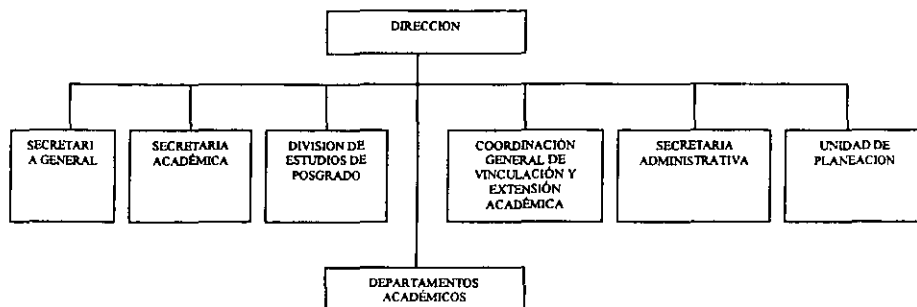 DIRECCION
SECRETARI
A GENERAL
SECRETARIA
ACADÉMICA
DIVISIÓN DE
ESTUDIOS DE
POSGRADO
COORDINACIÓN
GENERAL DE
VINCULACIÓN Y
EXTENSIÓN
ACADÉMICA
SECRETARIA
ADMINISTRATIVA
UNIDAD DE
PLANEACION
DEPARTAMENTOS
ACADÉMICOS